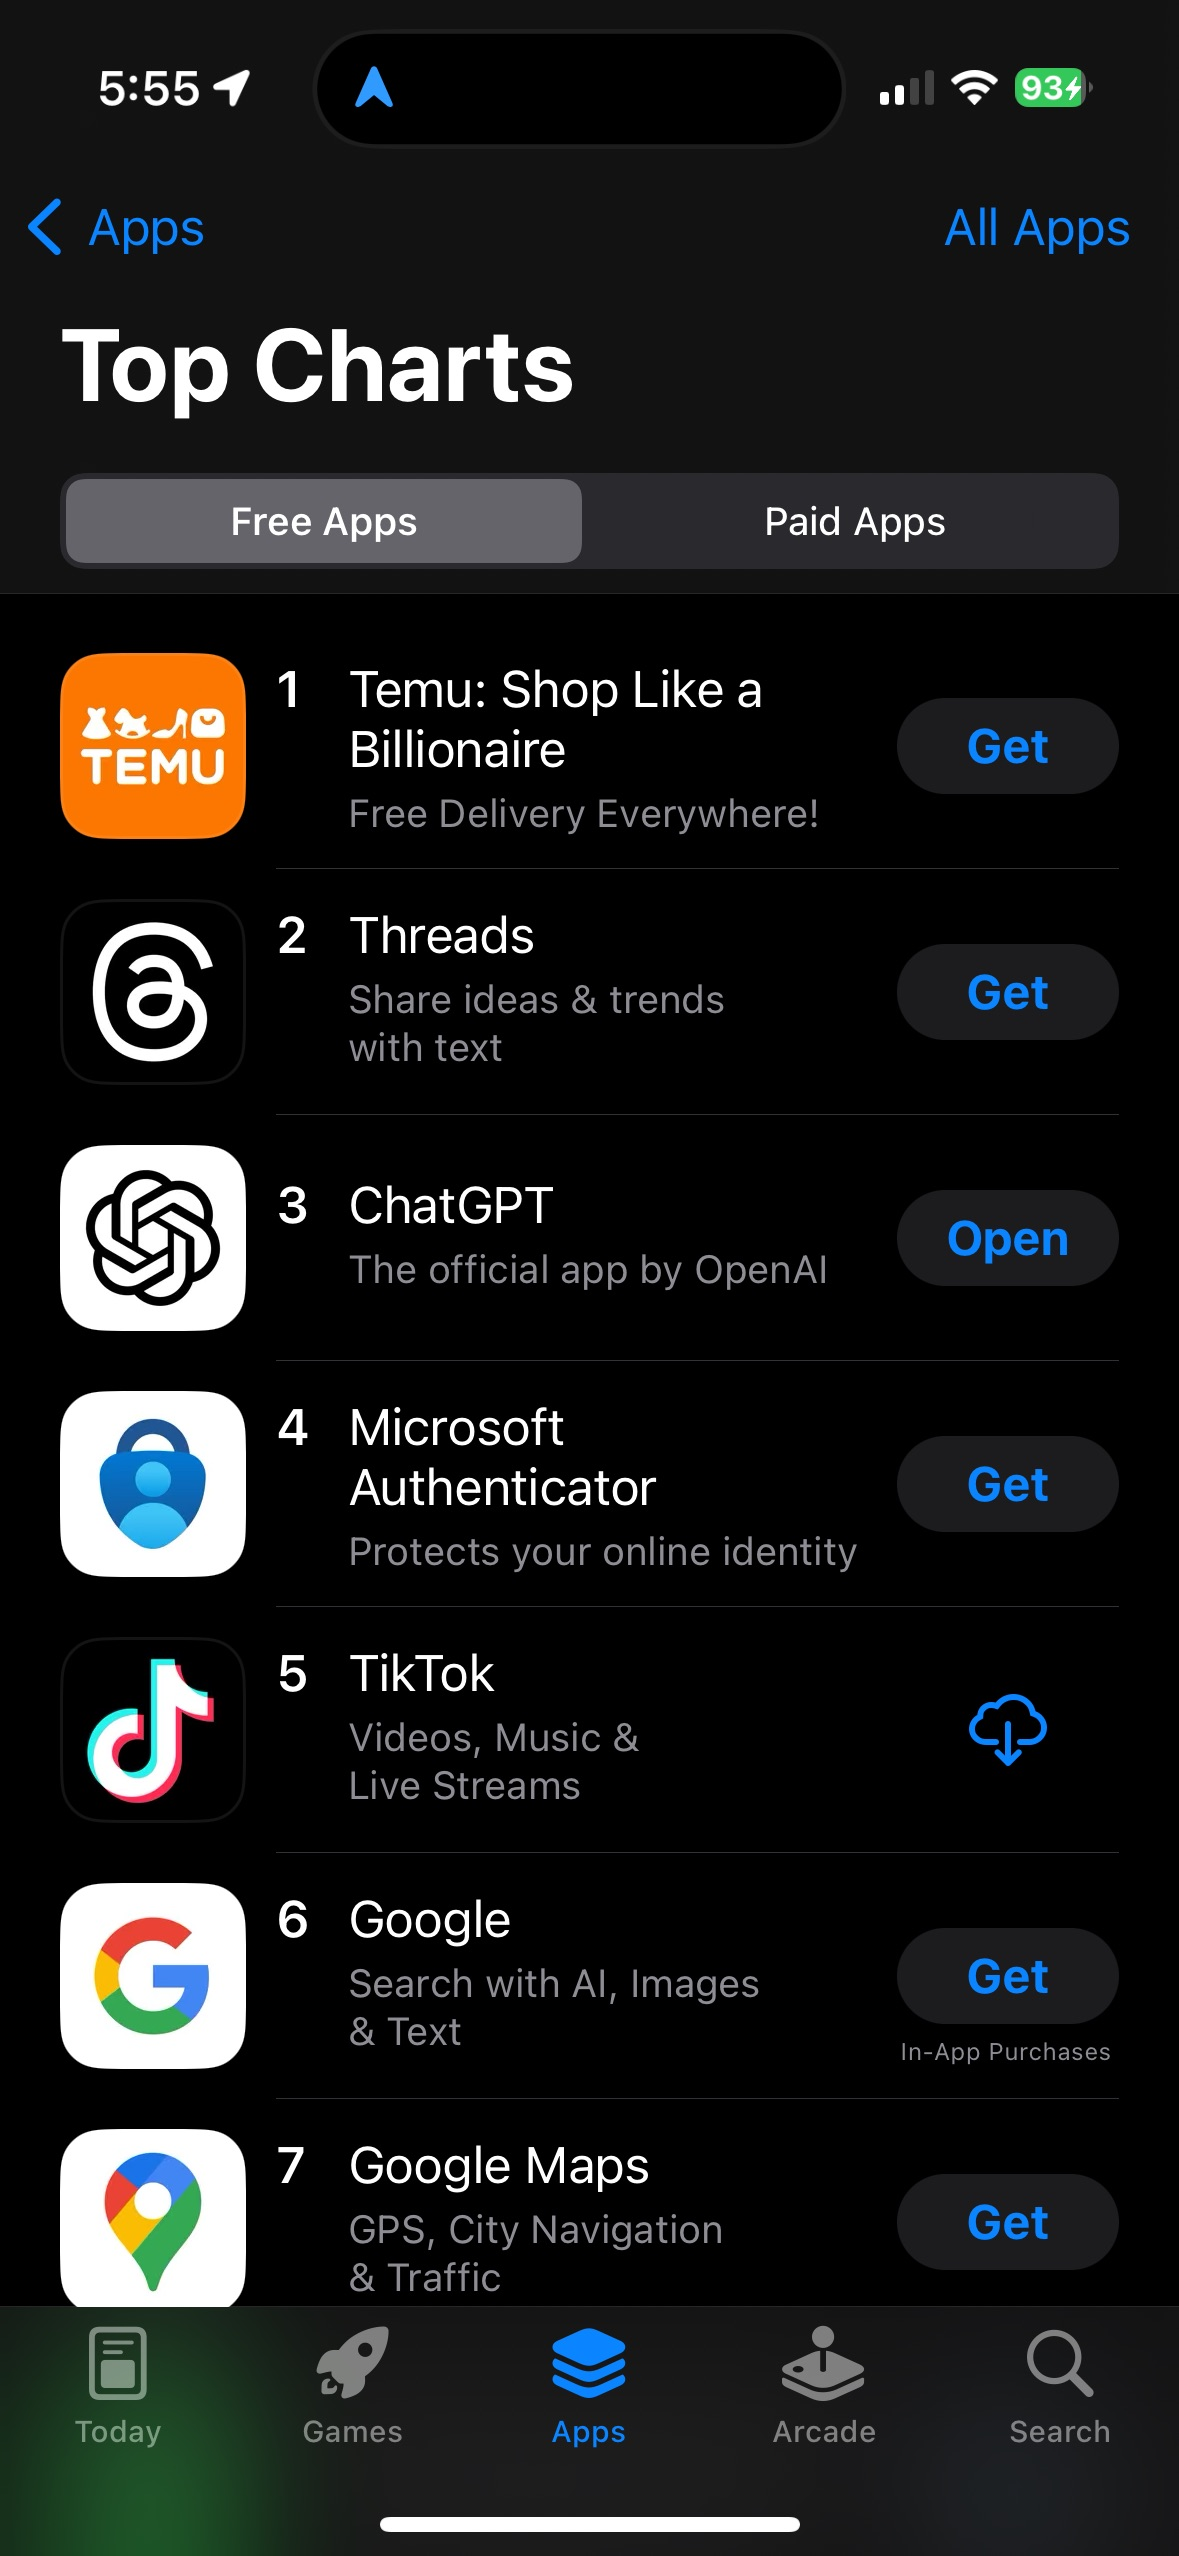 5:55
93
Apps
All Apps
Top Charts
Free Apps
Paid Apps
TEMU
1
Temu: Shop Like a
Billionaire
Free Delivery Everywhere!
Get
2
Threads
Share ideas & trends
with text
Get
3
ChatGPT
The official app by OpenAI
Open
4
Microsoft
Authenticator
Protects your online identity
Get
5
TikTok
Videos, Music &
Live Streams
6
Google
Search with AI, Images
& Text
Get
In-App Purchases
7
Google Maps
GPS, City Navigation
& Traffic
Get
Today
Games
Apps
Arcade
Search